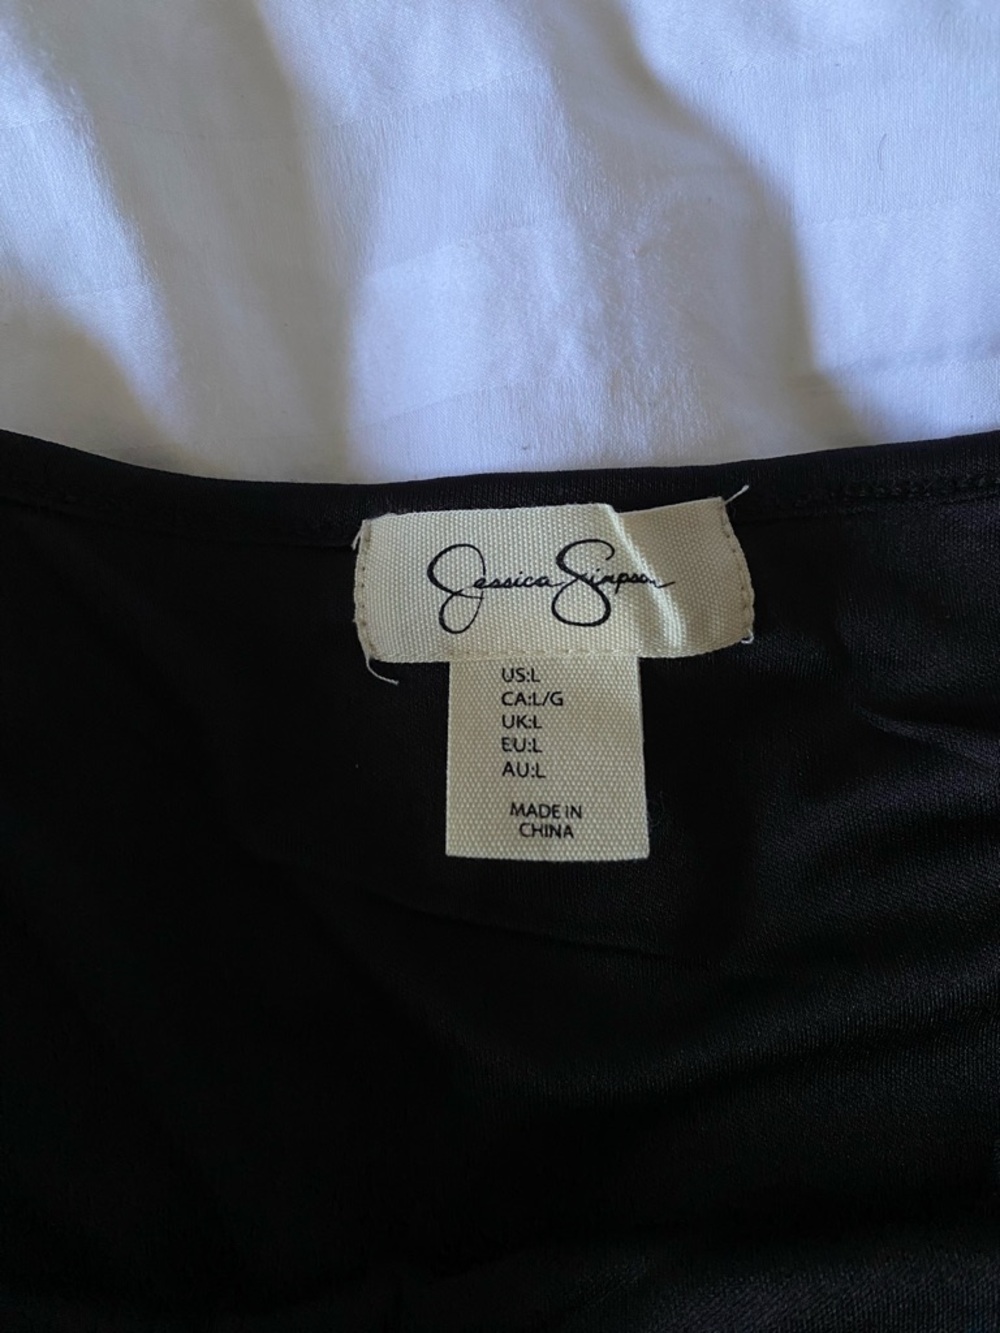 Jessica Simpson
US:L
CA:L/G
UK:L
EU:L
AU:L
MADE IN
CHINA